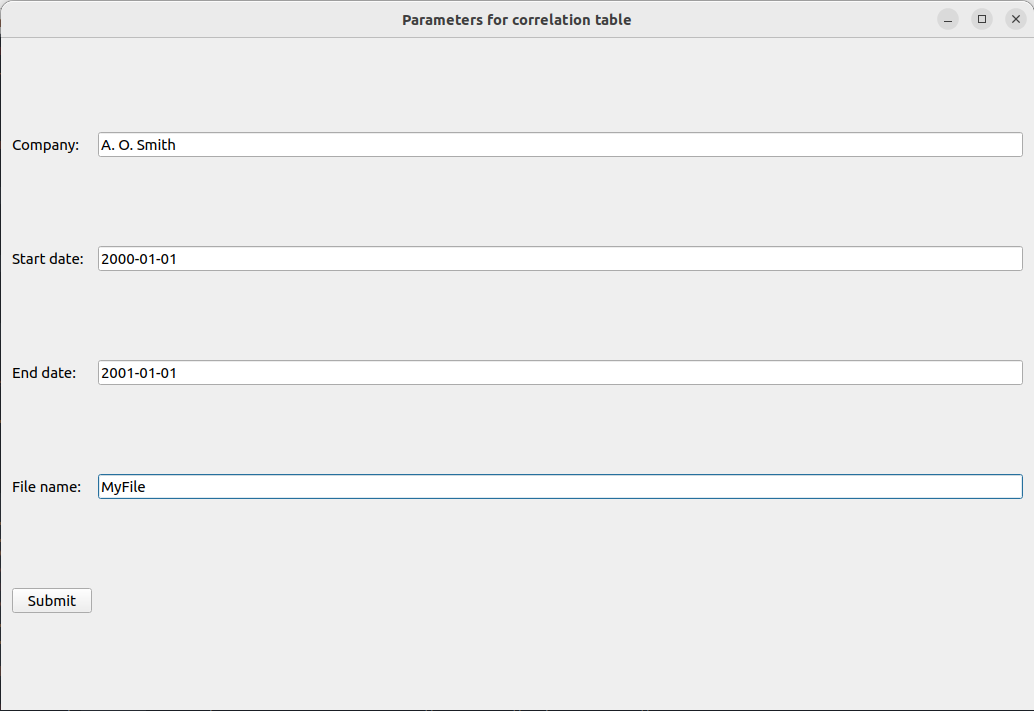 Parameters for correlation table
Company: A. O. Smith
Start date: 2000-01-01
End date: 2001-01-01
File name: MyFile
Submit